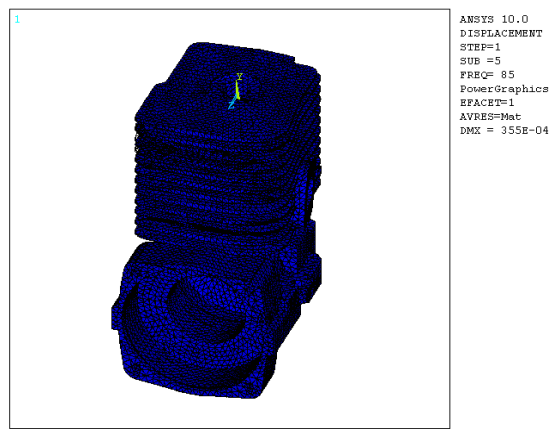 1
ANSYS 10.0
DISPLACEMENT
STEP=1
SUB =5
FREQ= 85
PowerGraphics
EFACET=1
AVRES=Mat
DMX = 355E-04
Y
Z